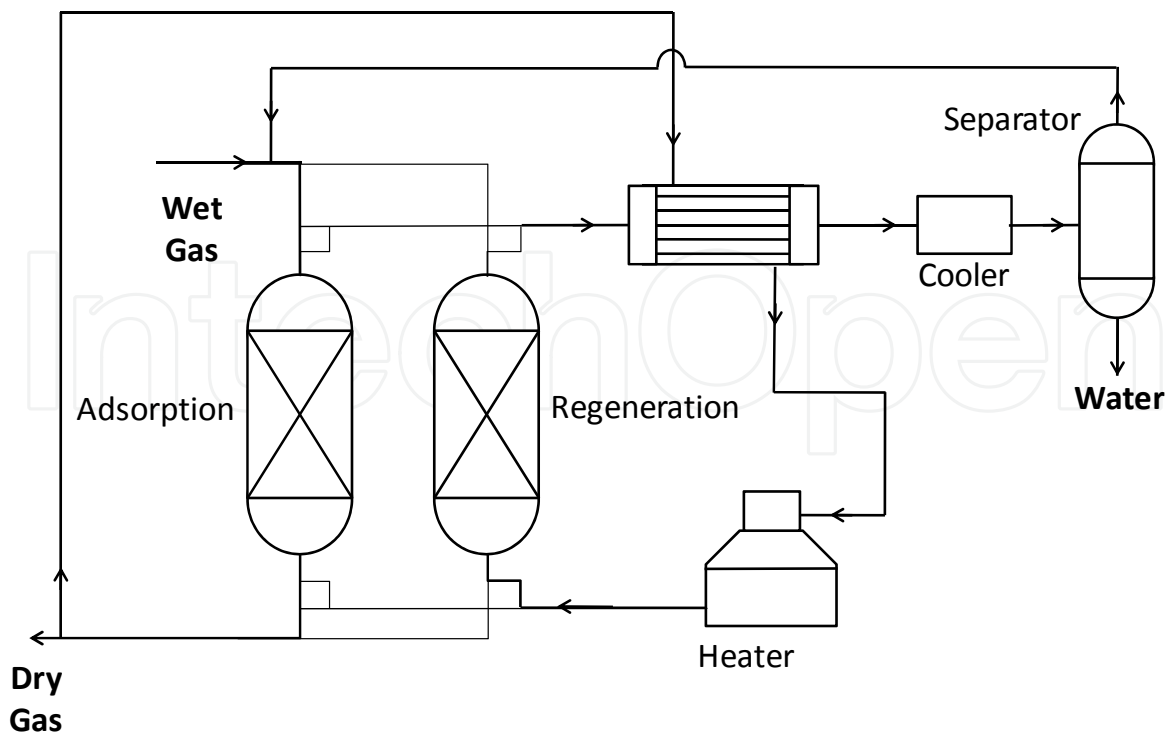 Separator
Wet
Gas
Cooler
Adsorption
Regeneration
Water
IntechOpen
Heater
Dry
Gas